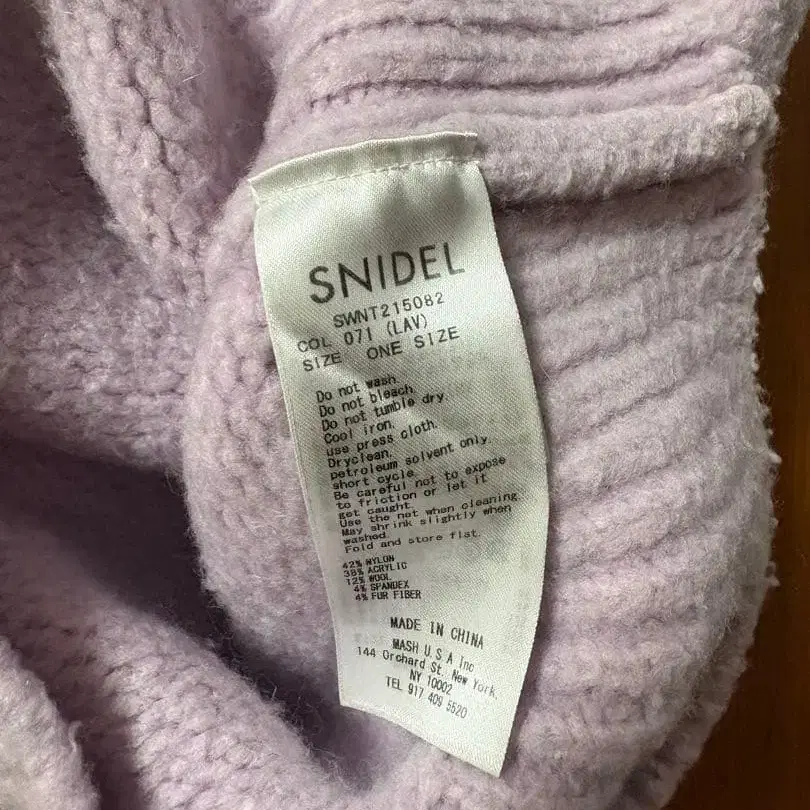 SNIDEL
SWNT215082
COL 071 (LAV)
SIZE ONE SIZE
Do not wash.
Do not bleach.
Do not tumble dry.
Cool iron.
use press cloth.
Dryclean.
petroleum solvent only.
short cycle.
Be careful not to expose
to friction or let it
get caught.
Use the net when cleaning
May shrink slightly when
washed.
Fold and store flat.
42% NYLON
38% ACRYLIC
12% WOOL
4% SPANDEX
4% FUR FIBER
MADE IN CHINA
MASH U.S.A Inc
144 Orchard St. New York,
NY 10002
TEL 917 409 5520